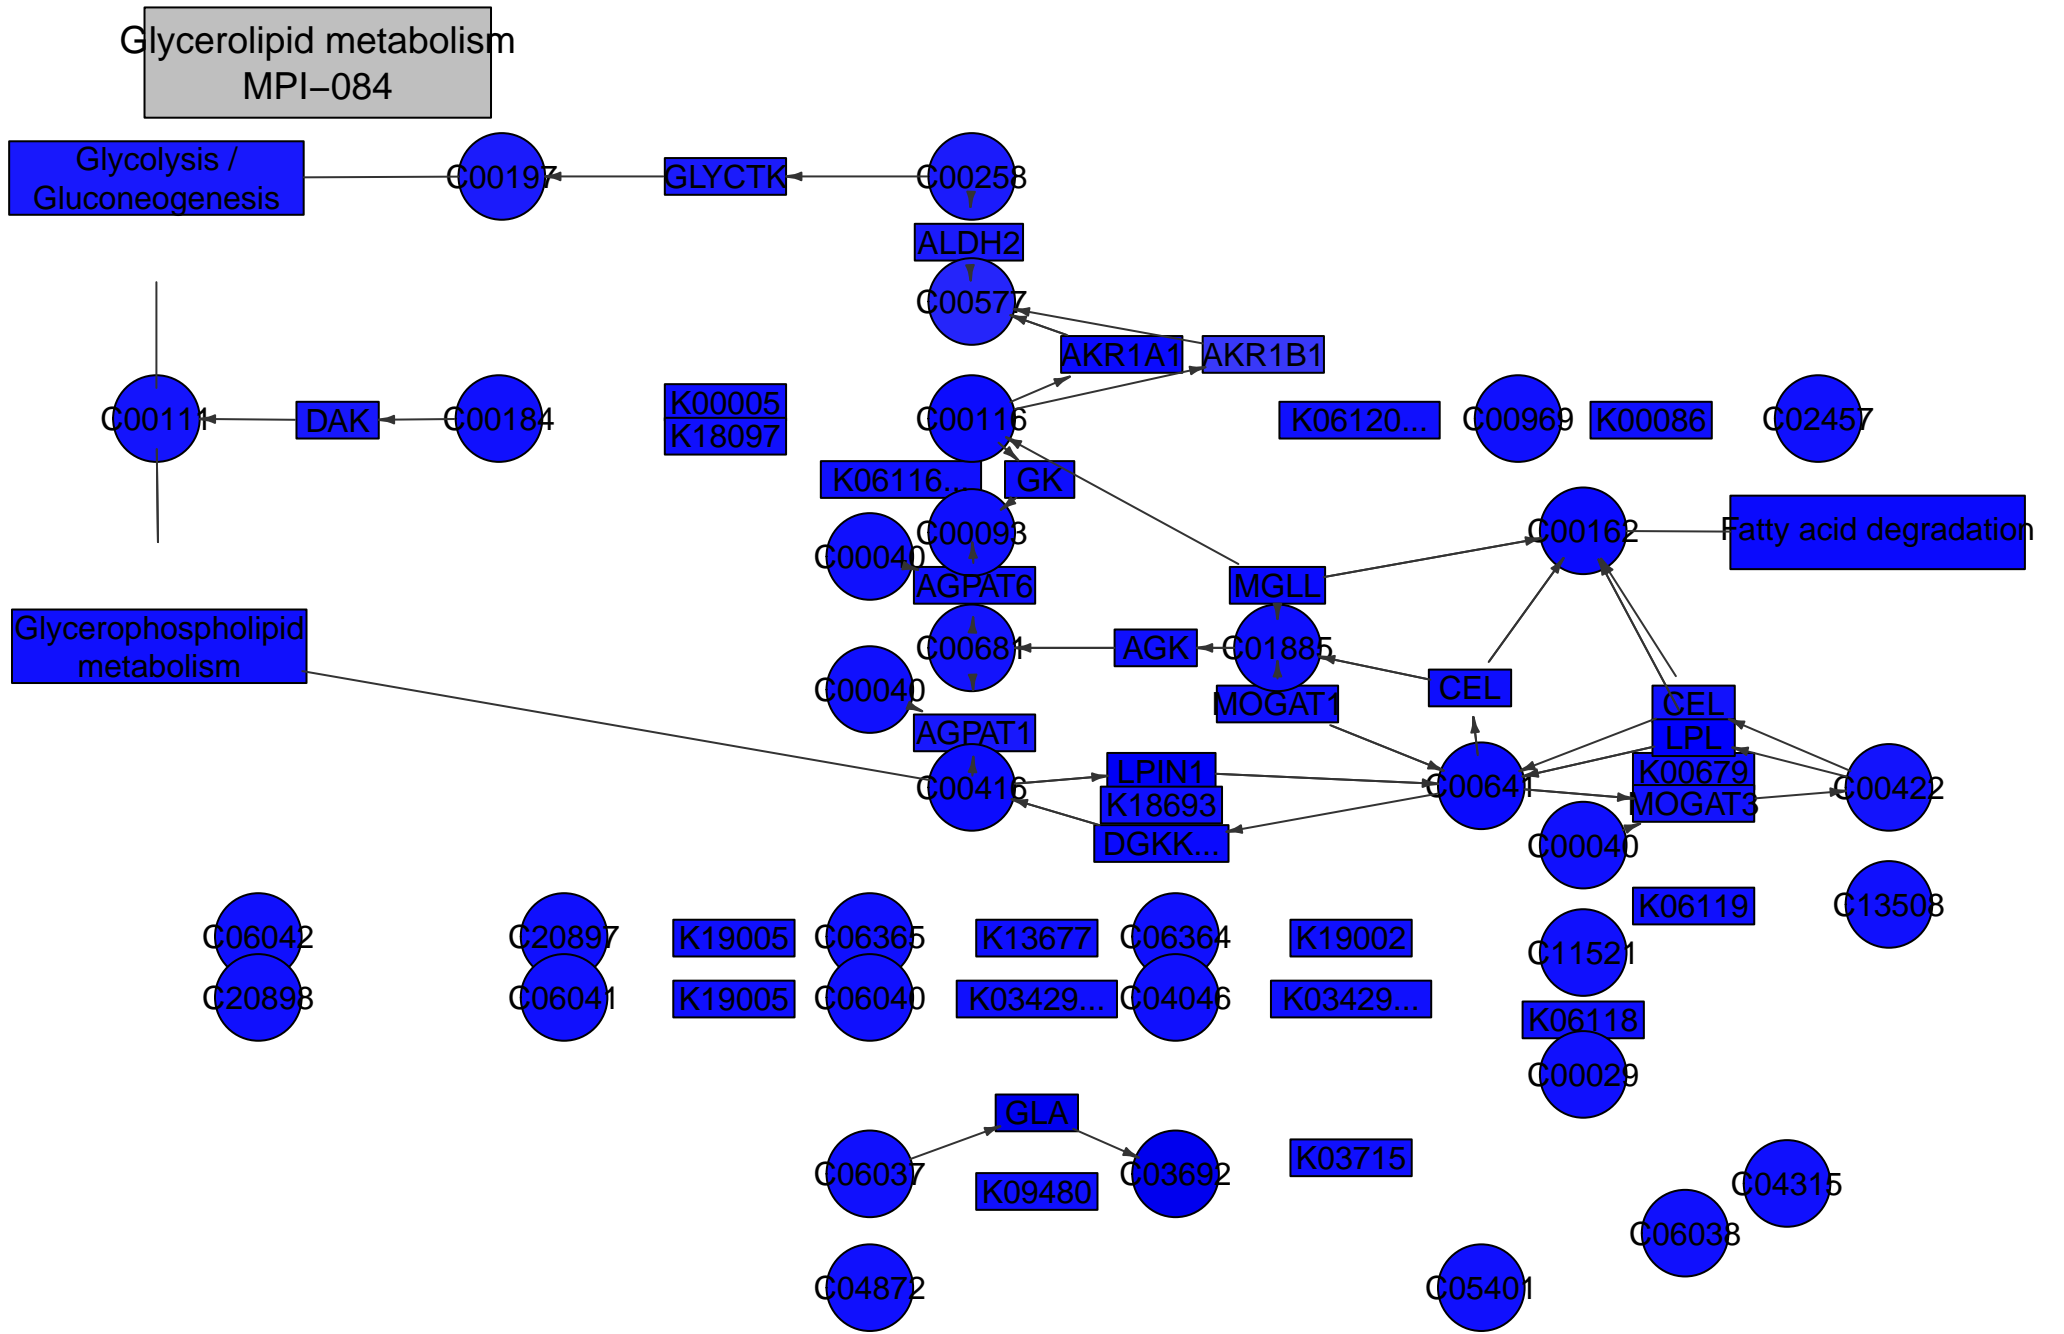 Glycerolipid metabolism
MPI−084
Glycolysis /
Gluconeogenesis
C00197
GLYCTK
C00258
ALDH2
C00577
AKR1A1
AKR1B1
C00111
DAK
C00184
K00005
K18097
C00116
K06120...
C00969
K00086
C02457
K06116...
GK
C00093
C00040
AGPAT6
MGLL
C00162
Fatty acid degradation
Glycerophospholipid
metabolism
C00681
AGK
C01885
C00040
MOGAT1
CEL
CEL
AGPAT1
LPL
C00416
LPIN1
K18693
DGKK...
C00641
K00679
MOGAT3
C00422
C00040
K06119
C13508
C06042
C20897
K19005
C06365
K13677
C06364
K19002
C11521
C20898
C06041
K19005
C06040
K03429...
C04046
K03429...
K06118
C00029
GLA
C06037
C03692
K09480
K03715
C04315
C06038
C04872
C05401